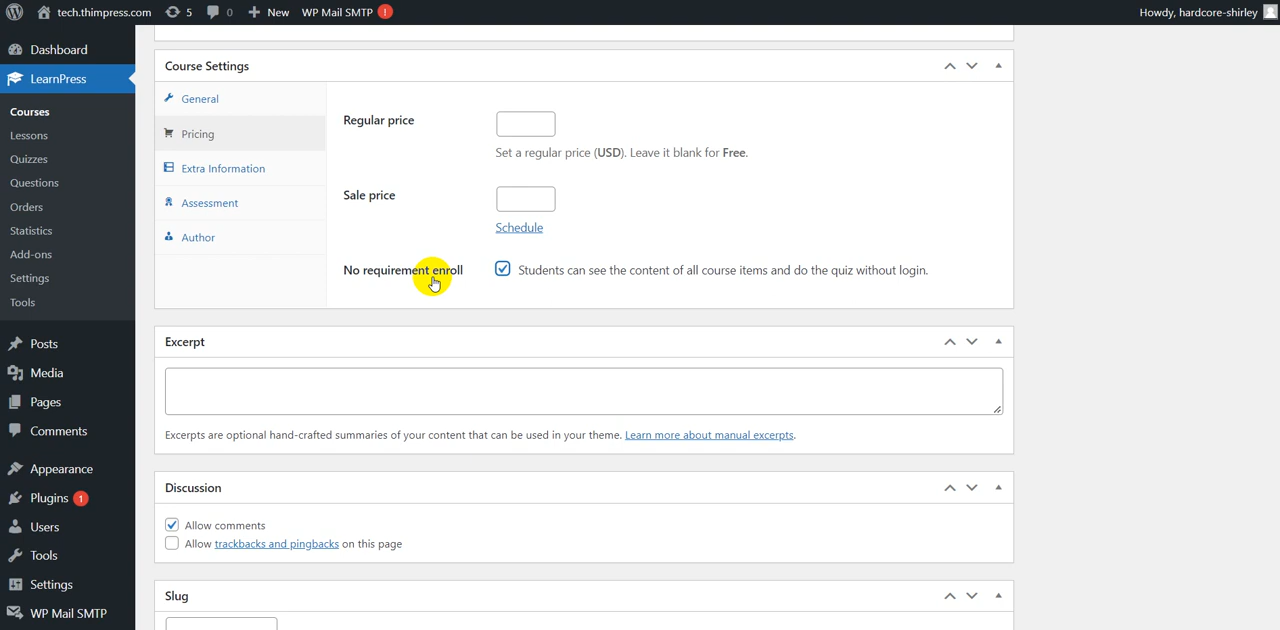 tech.thimpress.com 5 0 New WP Mail SMTP ! Howdy, hardcore-shirley
Dashboard
LearnPress
Courses
Lessons
Quizzes
Questions
Orders
Statistics
Add-ons
Settings
Tools
Posts
Media
Pages
Comments
Appearance
Plugins 1
Users
Tools
Settings
WP Mail SMTP
Course Settings
General
Pricing
Extra Information
Assessment
Author
Regular price
Set a regular price (USD). Leave it blank for Free.
Sale price
Schedule
No requirement enroll Students can see the content of all course items and do the quiz without login.
Excerpt
Excerpts are optional hand-crafted summaries of your content that can be used in your theme. Learn more about manual excerpts.
Discussion
Allow comments
Allow trackbacks and pingbacks on this page
Slug